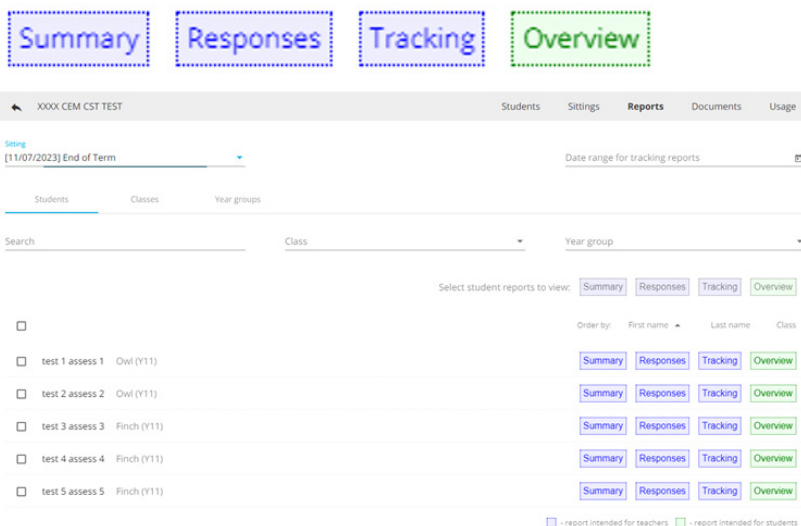 Summary Responses Tracking Overview
XXXX CEM CST TEST Students Sittings Reports Documents Usage
Sitting
[11/07/2023] End of Term Date range for tracking reports
Students Classes Year groups
Search Class Year group
Select student reports to view: Summary Responses Tracking Overview
Order by: First name Last name Class
test 1 assess 1 Owl (Y11) Summary Responses Tracking Overview
test 2 assess 2 Owl (Y11) Summary Responses Tracking Overview
test 3 assess 3 Finch (Y11) Summary Responses Tracking Overview
test 4 assess 4 Finch (Y11) Summary Responses Tracking Overview
test 5 assess 5 Finch (Y11) Summary Responses Tracking Overview
- report intended for teachers - report intended for students